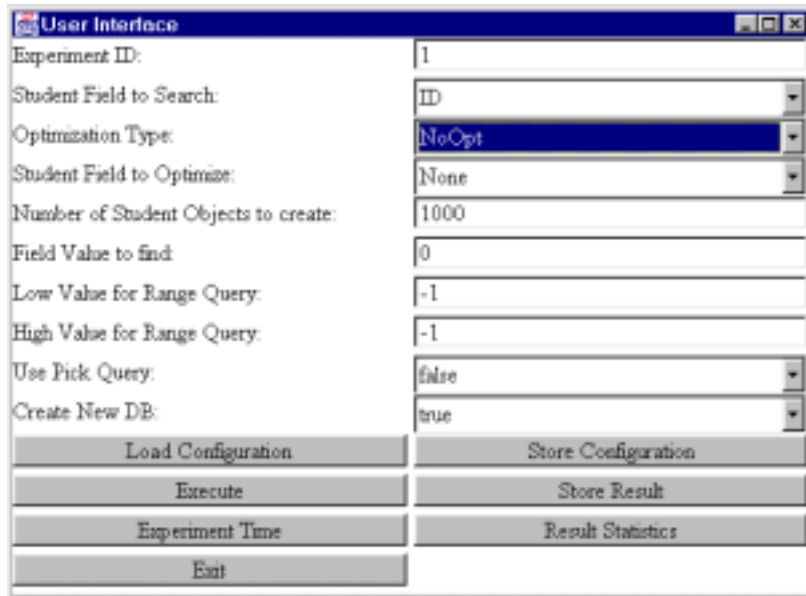 User Interface
Experiment ID: 1
Student Field to Search: ID
Optimization Type: NoOpt
Student Field to Optimize: None
Number of Student Objects to create: 1000
Field Value to find: 0
Low Value for Range Query: -1
High Value for Range Query: -1
Use Pick Query: false
Create New DB: true
Load Configuration Store Configuration
Execute Store Result
Experiment Time Result Statistics
Exit